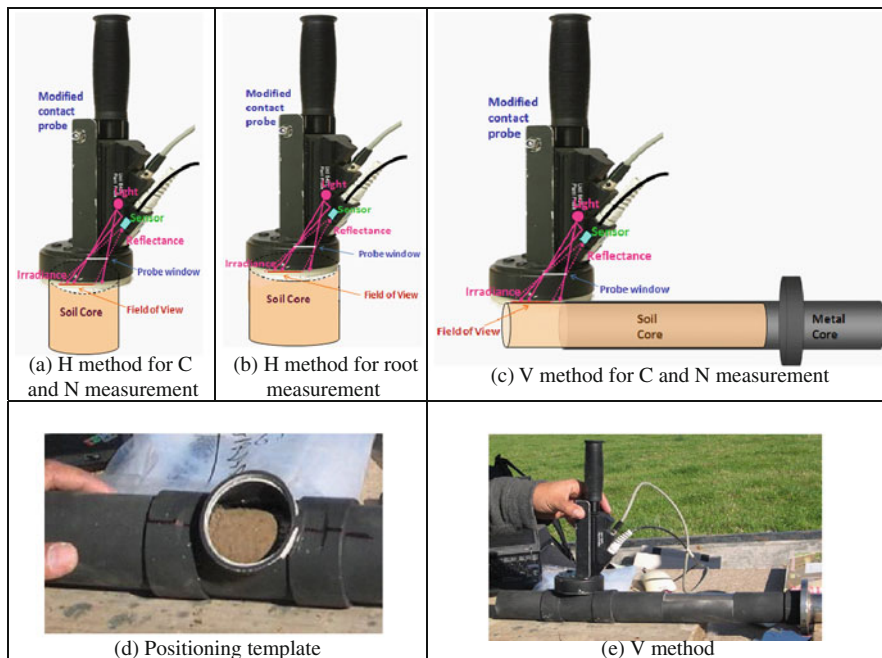 Modified
contact
probe
Light
Sensor
Reflectance
Irradiance
Probe window
Field of View
Soil Core
(a) H method for C
and N measurement
Modified
contact
probe
Light
Sensor
Reflectance
Irradiance
Probe window
Field of View
Soil Core
(b) H method for root
measurement
Modified
contact
probe
Light
Sensor
Reflectance
Irradiance
Probe window
Field of View
Soil
Core
Metal
Core
(c) V method for C and N measurement
(d) Positioning template
(e) V method